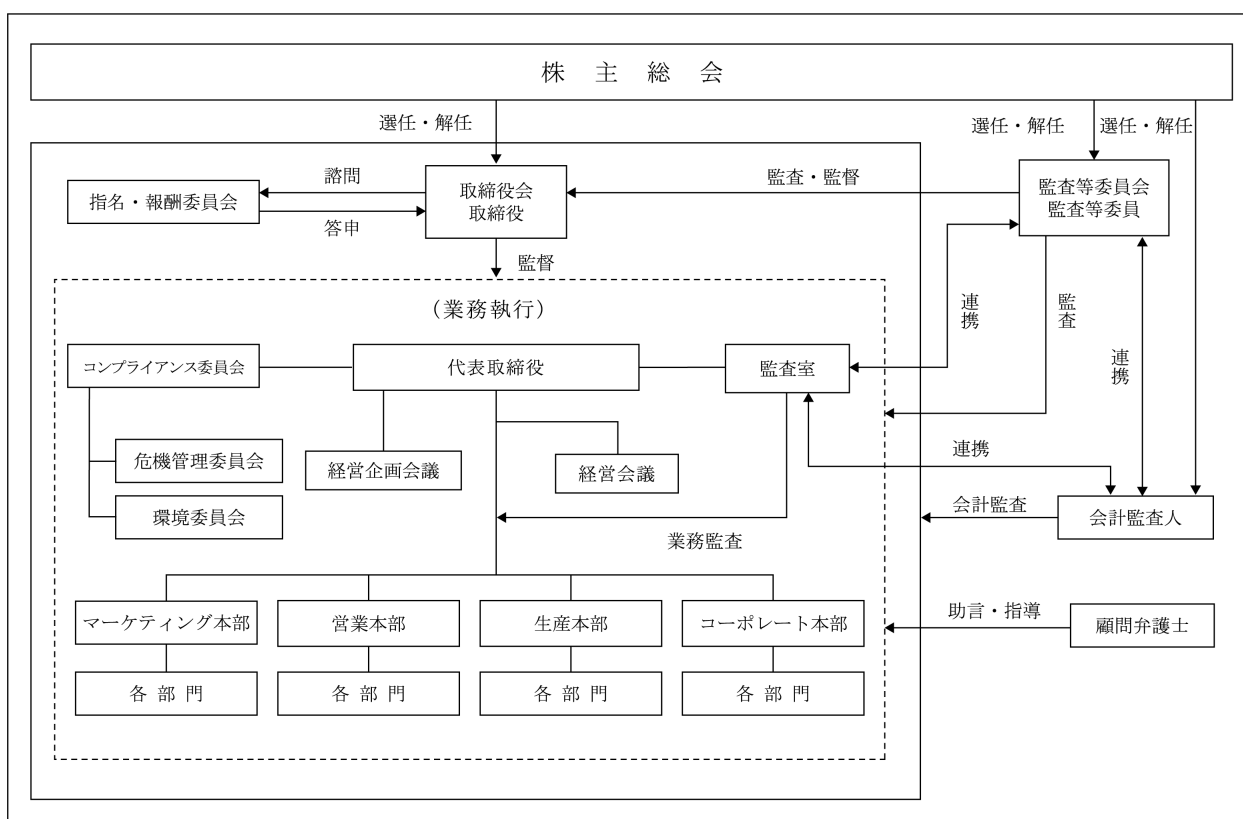 株主総会
選任・解任
選任・解任
選任・解任
指名・報酬委員会
諮問
答申
取締役会
取締役
監査・監督
監査等委員会
監査等委員
監督
(業務執行)
連携
監査
連携
コンプライアンス委員会
代表取締役
監査室
危機管理委員会
経営企画会議
経営会議
連携
環境委員会
会計監査
会計監査人
業務監査
マーケティング本部
営業本部
生産本部
コーポレート本部
助言・指導
顧問弁護士
各部門
各部門
各部門
各部門